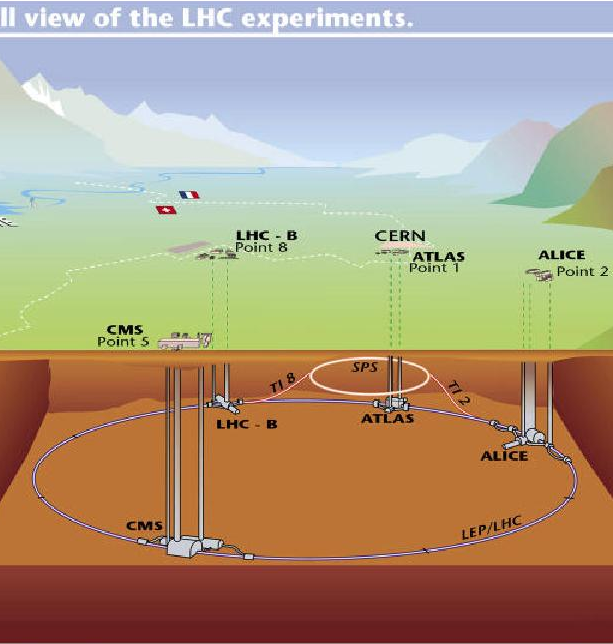 ll view of the LHC experiments.
LHC - B
Point 8
CERN
ATLAS
Point 1
ALICE
Point 2
CMS
Point 5
SPS
TI 8
TI 2
LHC - B
ATLAS
ALICE
CMS
LEP/LHC